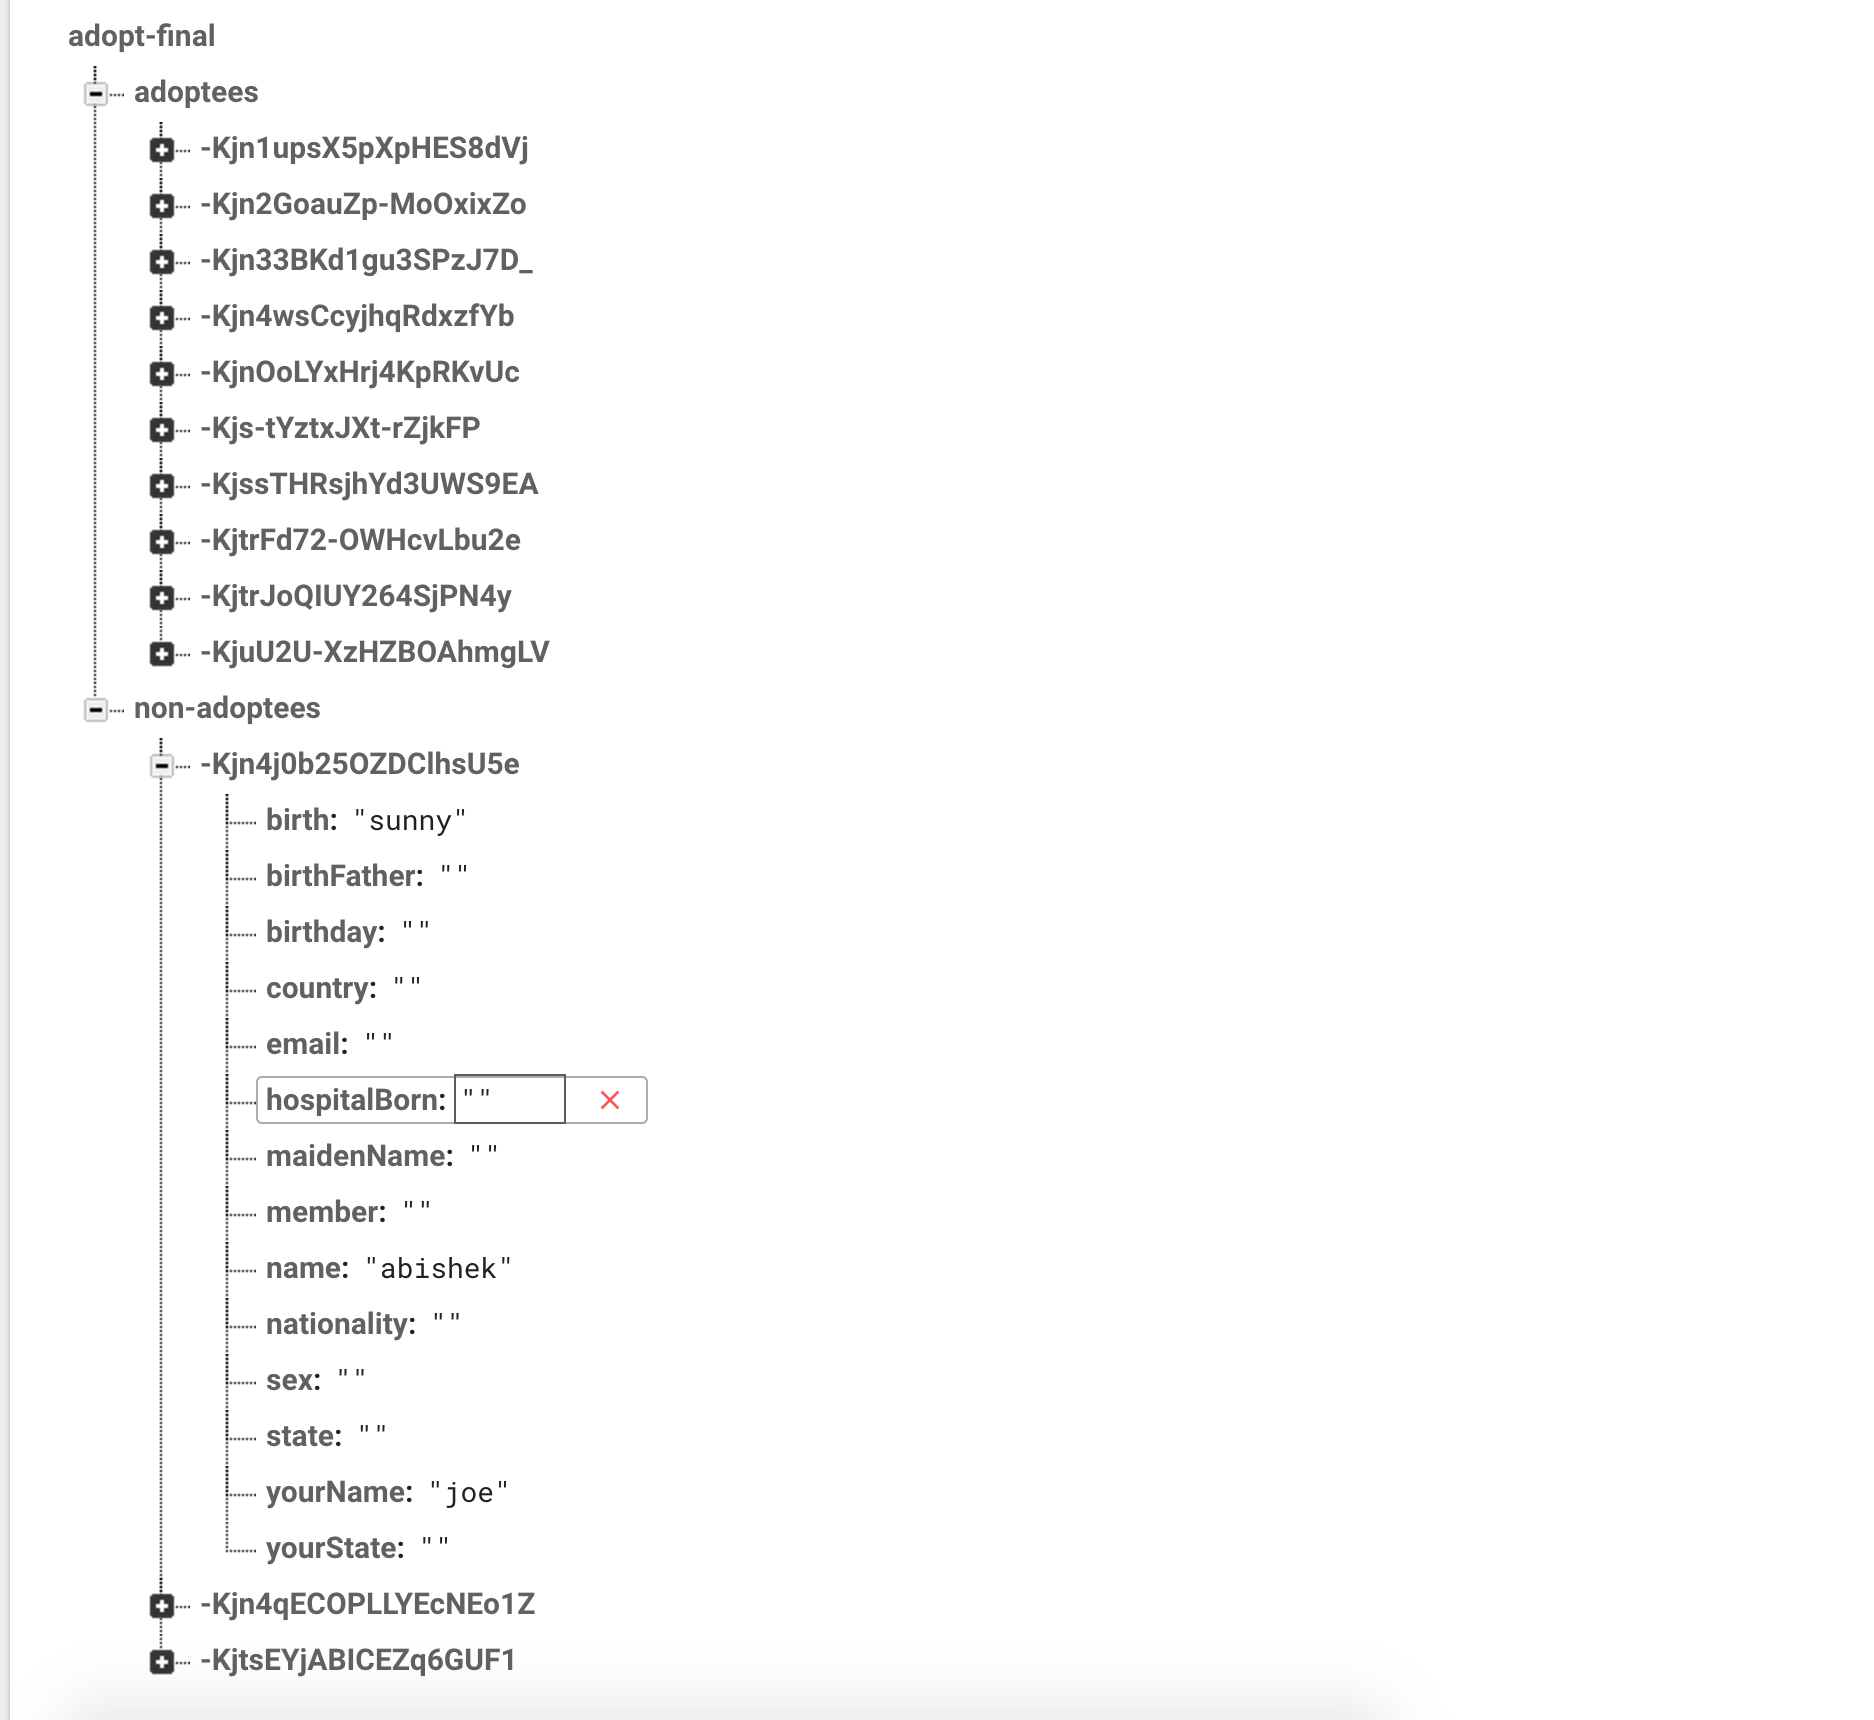 adopt-final
adoptees
-Kjn1upsX5pXpHES8dVj
-Kjn2GoauZp-MoOxixZo
-Kjn33BKd1gu3SPzJ7D_
-Kjn4wsCcyjhqRdxzfYb
-KjnOoLYxHrj4KpRKvUc
-Kjs-tYztxJXt-rZjkFP
-KjssTHRsjhYd3UWS9EA
-KjtrFd72-OWHcvLbu2e
-KjtrJoQIUY264SjPN4y
-KjuU2U-XzHZBOAhmgLV
non-adoptees
-Kjn4j0b25OZDClhsU5e
birth: "sunny"
birthFather: ""
birthday: ""
country: ""
email: ""
hospitalBorn: ""
maidenName: ""
member: ""
name: "abishek"
nationality: ""
sex: ""
state: ""
yourName: "joe"
yourState: ""
-Kjn4qECOPLLYEcNEo1Z
-KjtsEYjABICEZq6GUF1